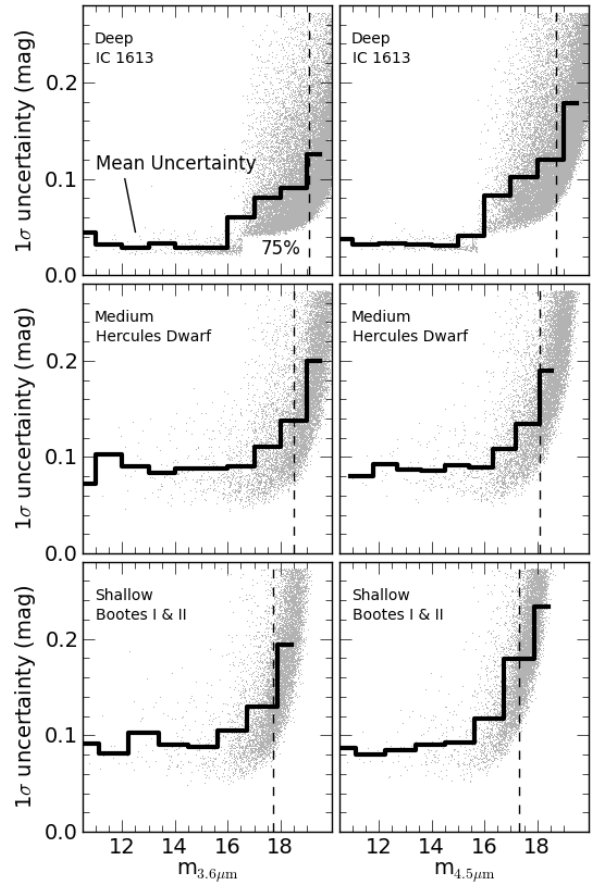 Deep
IC 1613
Mean Uncertainty
75%
1σ uncertainty (mag)
0.2
0.1
0.0
Deep
IC 1613
Medium
Hercules Dwarf
1σ uncertainty (mag)
0.2
0.1
0.0
Medium
Hercules Dwarf
Shallow
Bootes I & II
1σ uncertainty (mag)
0.2
0.1
0.0
12 14 16 18
m3.6μm
Shallow
Bootes I & II
12 14 16 18
m4.5μm